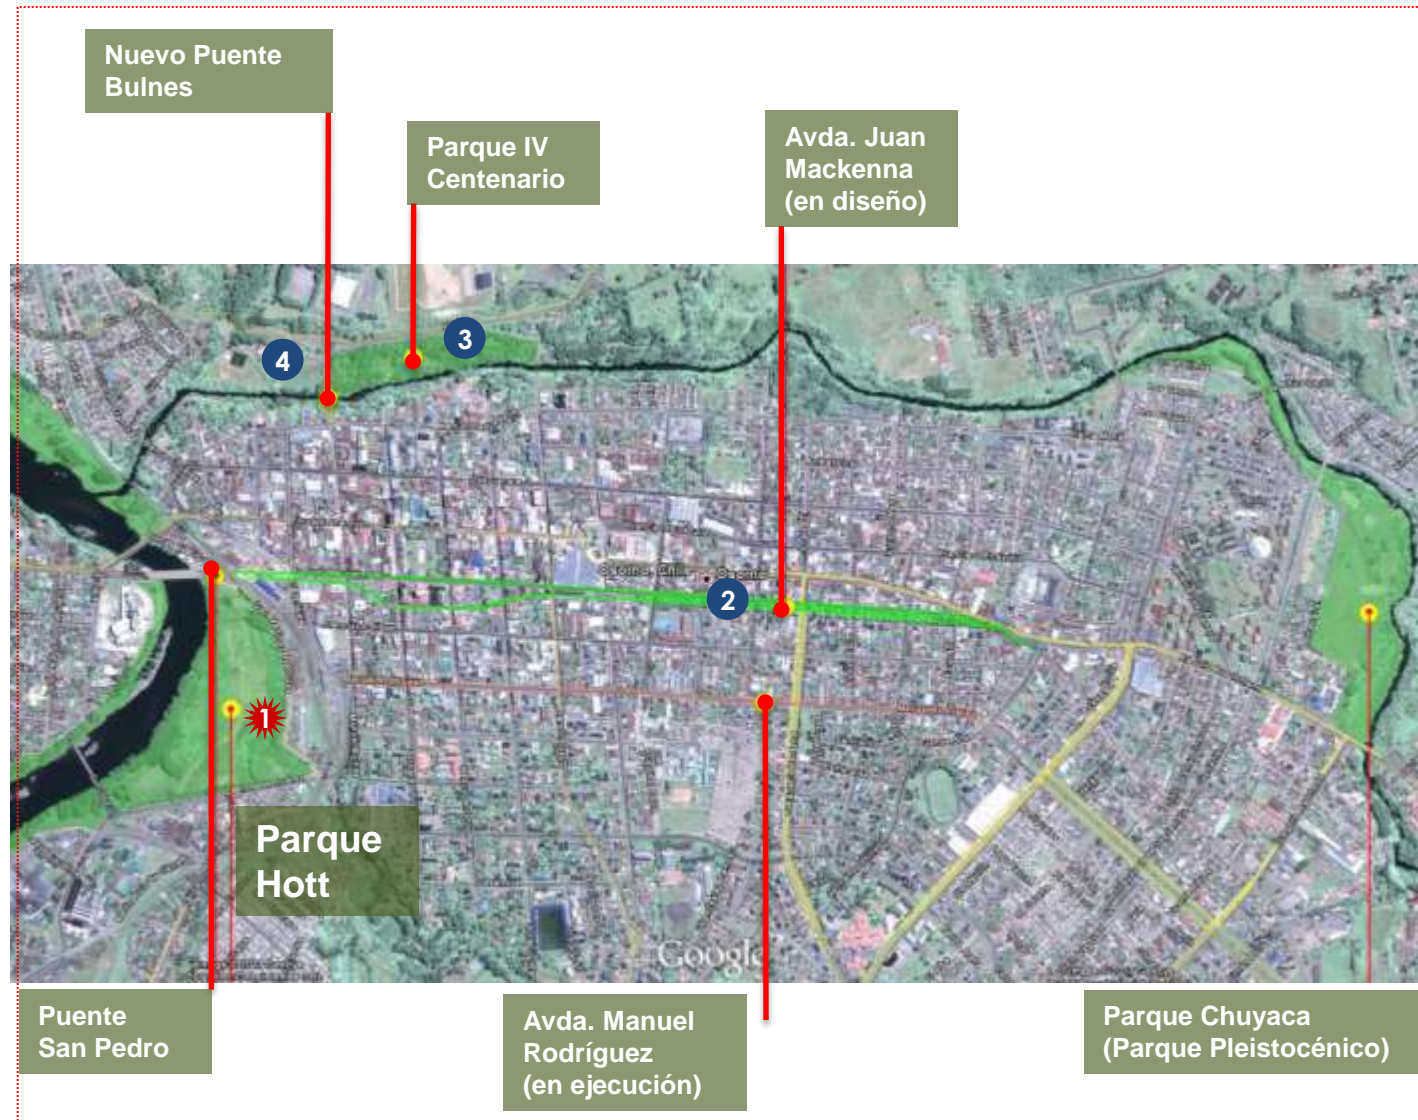 Nuevo Puente
Bulnes
Parque IV
Centenario
Avda. Juan
Mackenna
(en diseño)
3
4
2
1
Parque
Hott
Google
Puente
San Pedro
Avda. Manuel
Rodríguez
(en ejecución)
Parque Chuyaca
(Parque Pleistocénico)